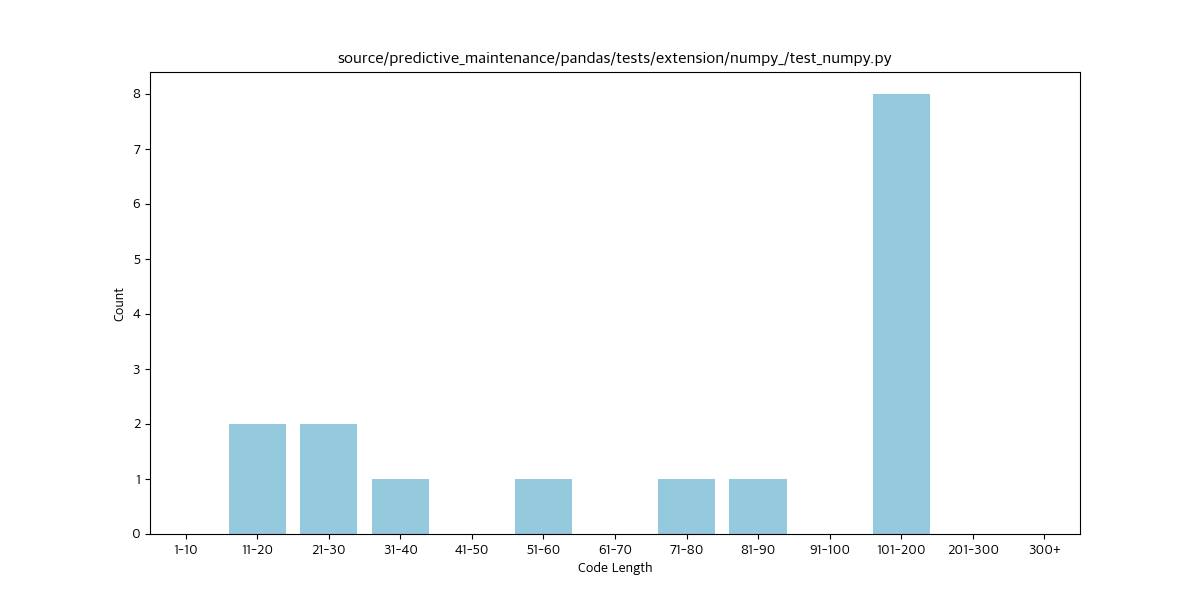 source/predictive_maintenance/pandas/tests/extension/numpy_/test_numpy.py
8
7
6
5
4
3
2
1
0
Count
1-10 11-20 21-30 31-40 41-50 51-60 61-70 71-80 81-90 91-100 101-200 201-300 300+
Code Length